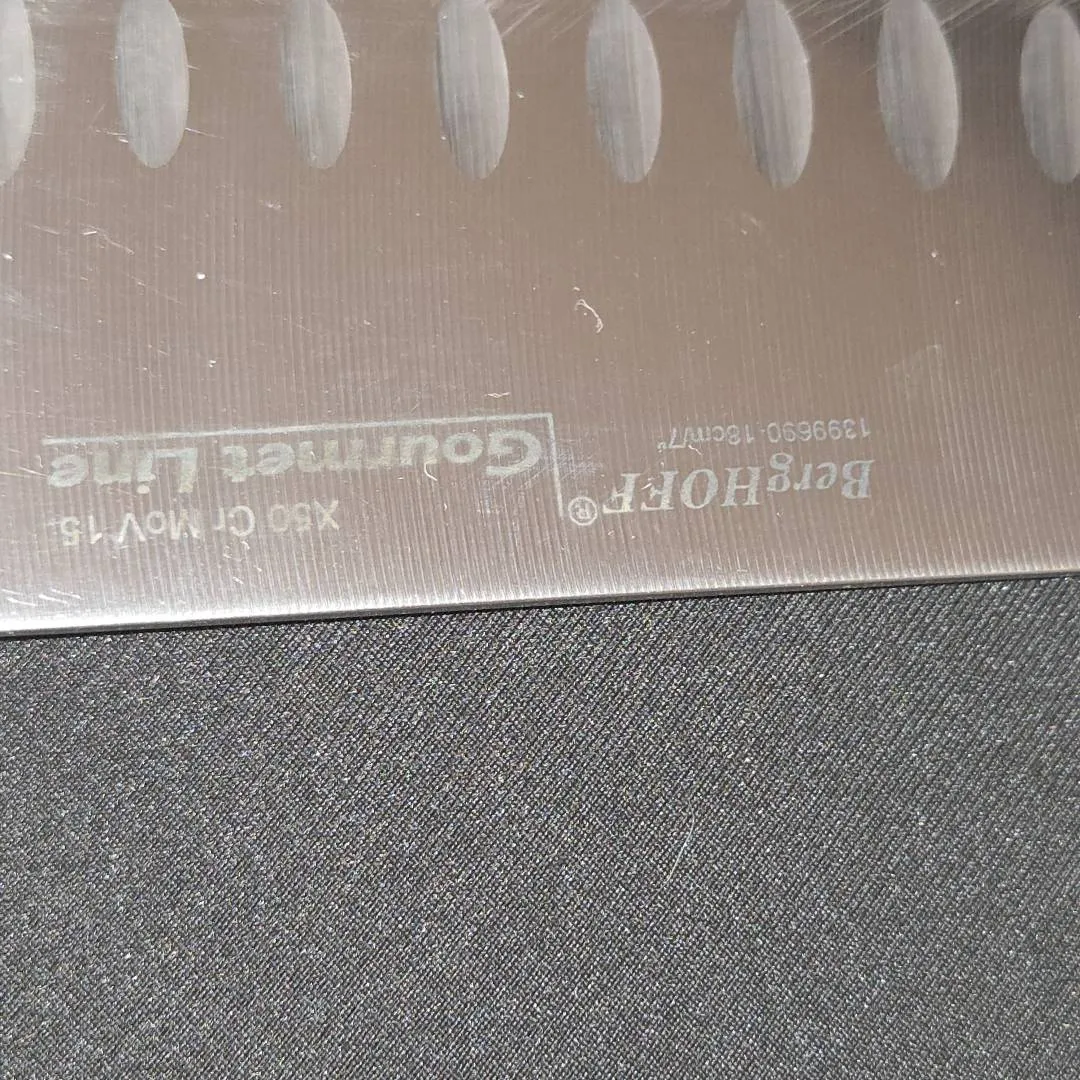 BergHOFF®
1399690-18cm/7"
X50 Cr MoV 15
Gourmet Line